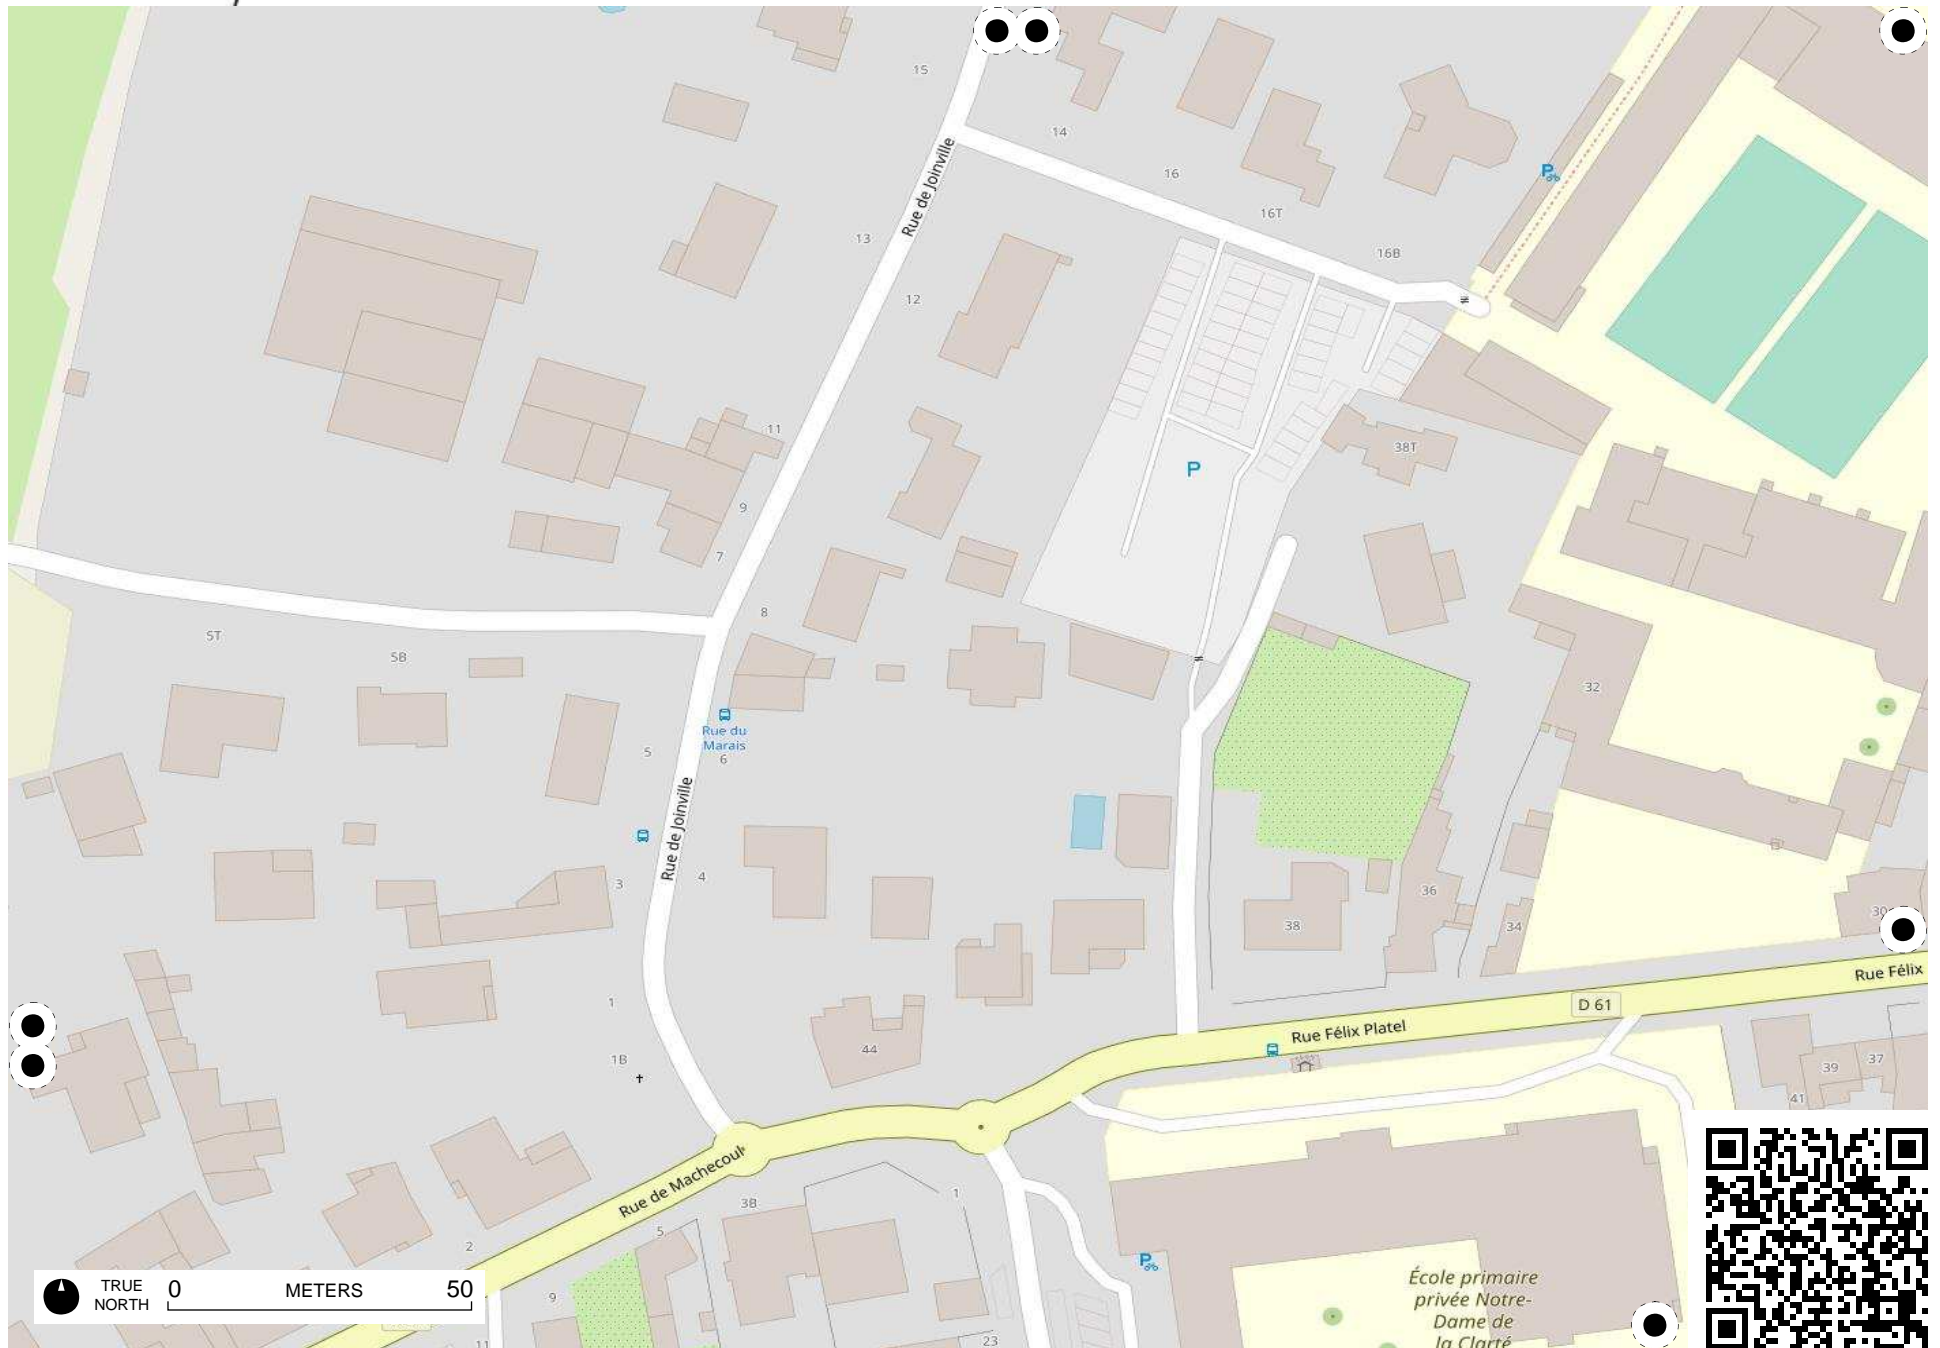 15
14
Rue de Joinville
16
16T
13
16B
12
11
38T
P
9
7
8
5T
5B
32
5
Rue du
Marais
6
Rue de Joinville
3
4
36
38
34
30
Rue Félix
D 61
1
Rue Félix Platel
44
1B
39
37
41
Rue de Machecoul
3B
1
5
2
P
École primaire
privée Notre-
Dame de
la Clarté
9
11
23
TRUE
NORTH
0 METERS 50